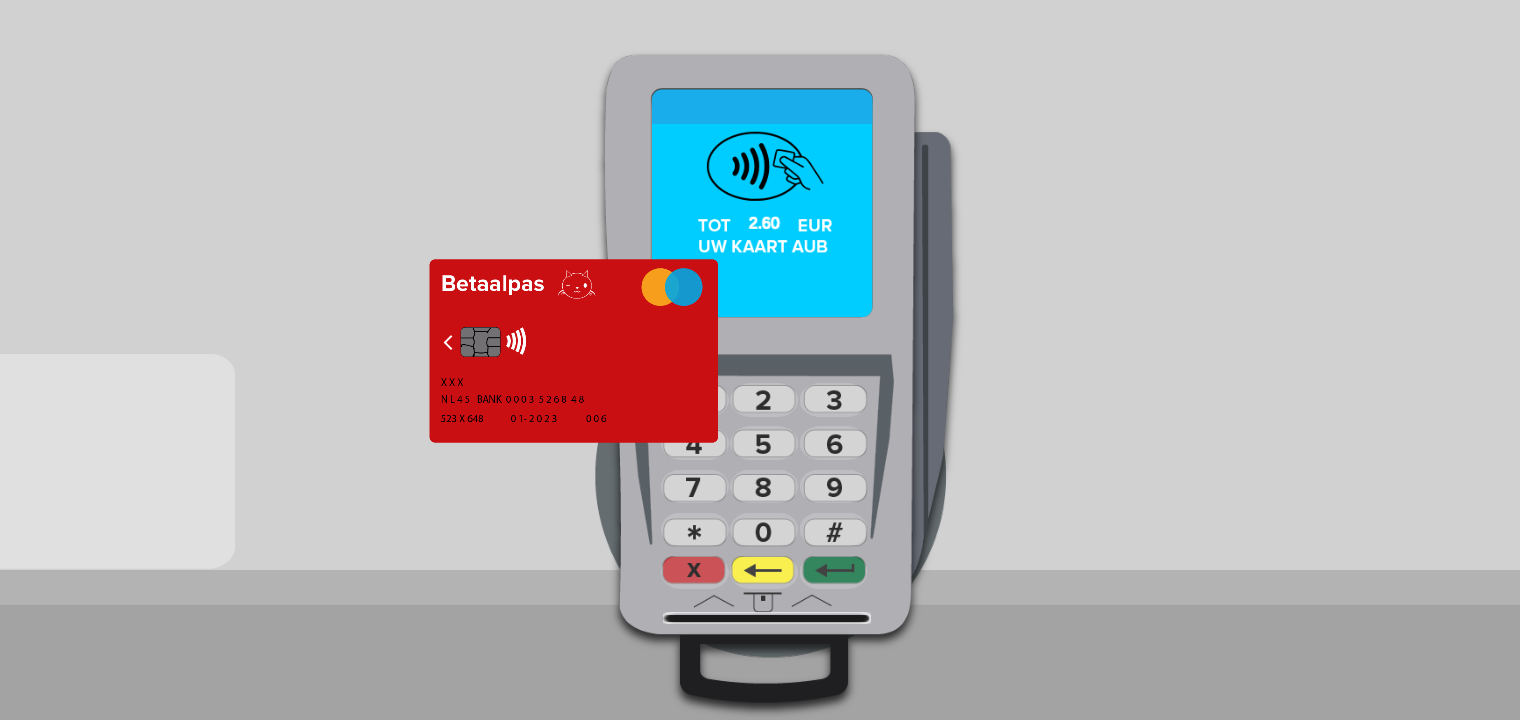 TOT 2.60 EUR
UW KAART AUB
Betaalpas
XXX
NL45 BANK 0003 5268 48
523X648 01-2023 006
2 3
4 5 6
7 8 9
* 0 #
X